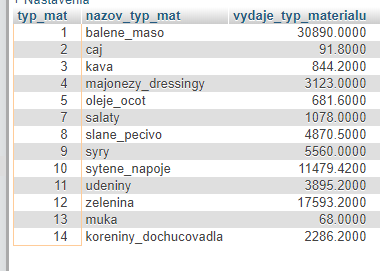 + Nastavenia
typ_mat nazov_typ_mat vydaje_typ_materialu
1 balene_maso 30890.0000
2 caj 91.8000
3 kava 844.2000
4 majonezy_dressingy 3123.0000
5 oleje_ocot 681.6000
7 salaty 1078.0000
8 slane_pecivo 4870.5000
9 syry 5560.0000
10 sytene_napoje 11479.4200
11 udeniny 3895.2000
12 zelenina 17593.2000
13 muka 68.0000
14 koreniny_dochucovadla 2286.2000